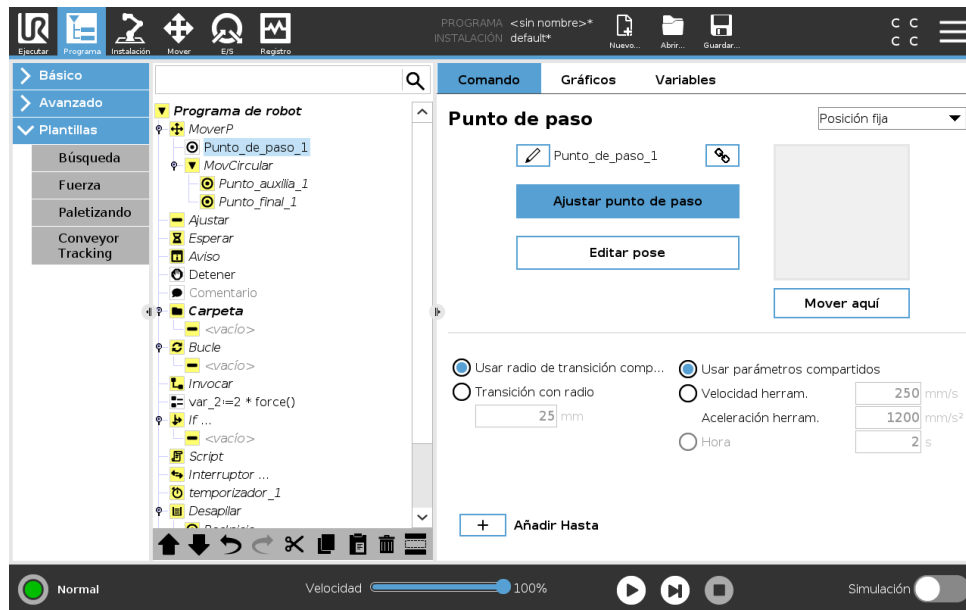 PROGRAMA <sin nombre>*
INSTALACIÓN default*
Ejecutar Programa Instalación Mover E/S Registro Nuevo... Abrir... Guardar...
C C
C C
Básico
Avanzado
Plantillas
Búsqueda
Fuerza
Paletizando
Conveyor
Tracking
Programa de robot
MoverP
Punto_de_paso_1
MovCircular
Punto_auxilia_1
Punto_final_1
Ajustar
Esperar
Aviso
Detener
Comentario
Carpeta
<vacío>
Bucle
<vacío>
Invocar
var_2:=2 * force()
If ...
<vacío>
Script
Interruptor ...
temporizador_1
Desapilar
Comando Gráficos Variables
Punto de paso
Posición fija
Punto_de_paso_1
Ajustar punto de paso
Editar pose
Mover aquí
Usar radio de transición comp...
Transición con radio
25 mm
Usar parámetros compartidos
Velocidad herram. 250 mm/s
Aceleración herram. 1200 mm/s²
Hora 2 s
+ Añadir Hasta
Normal
Velocidad 100%
Simulación